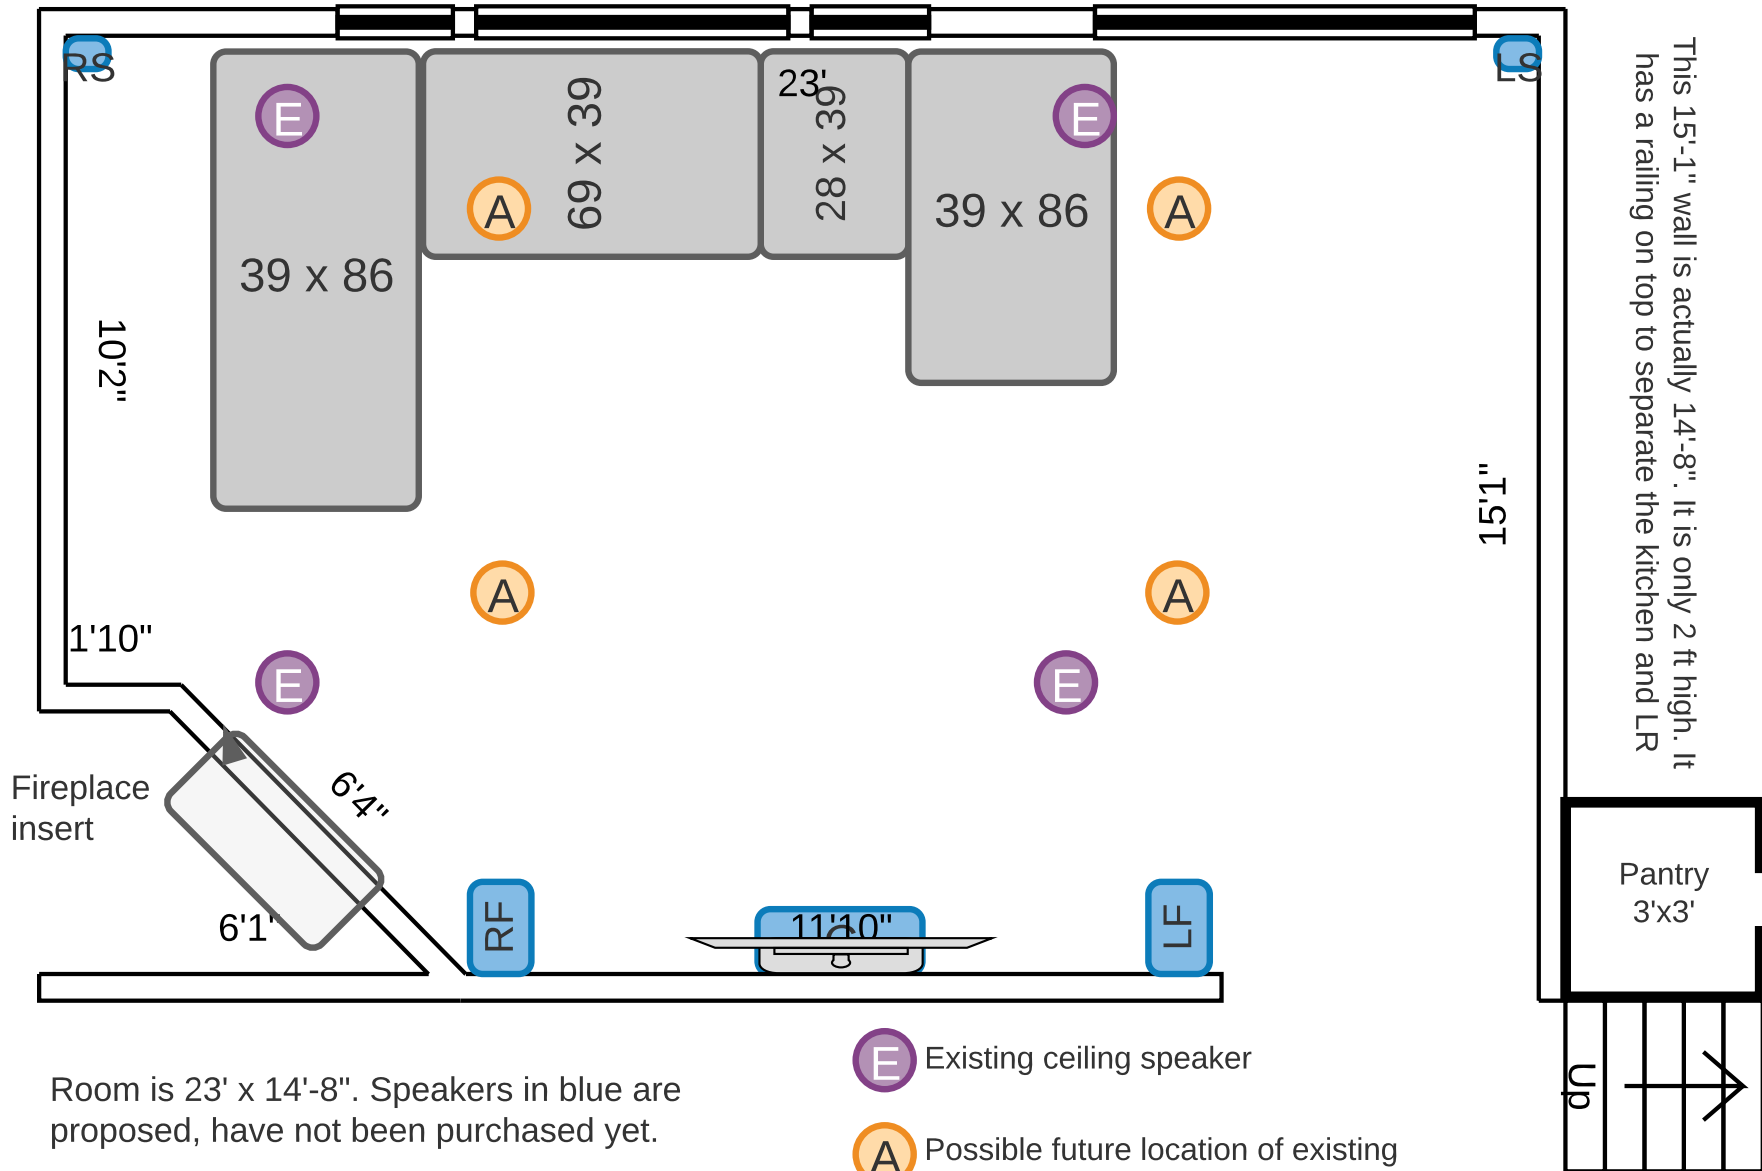 RS
LS
E
69 x 39
23'
28 x 39
E
A
39 x 86
A
39 x 86
10'2"
This 15'-1" wall is actually 14'-8". It is only 2 ft high. It
has a railing on top to separate the kitchen and LR
15'1"
A
A
1'10"
E
E
Fireplace
insert
6'4"
6'1"
RF
11'10"
C
LF
Pantry
3'x3'
Up
E Existing ceiling speaker
Room is 23' x 14'-8". Speakers in blue are
proposed, have not been purchased yet.
A Possible future location of existing